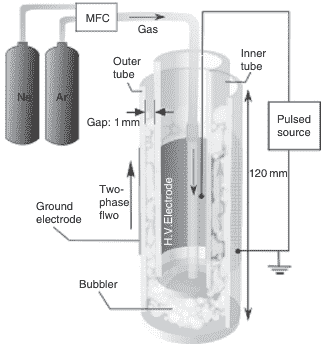 MFC
Gas
Ne
Ar
Outer
tube
Inner
tube
Gap: 1 mm
Pulsed
source
120 mm
Two-
phase
flwo
H.V.Electrode
Ground
electrode
Bubbler